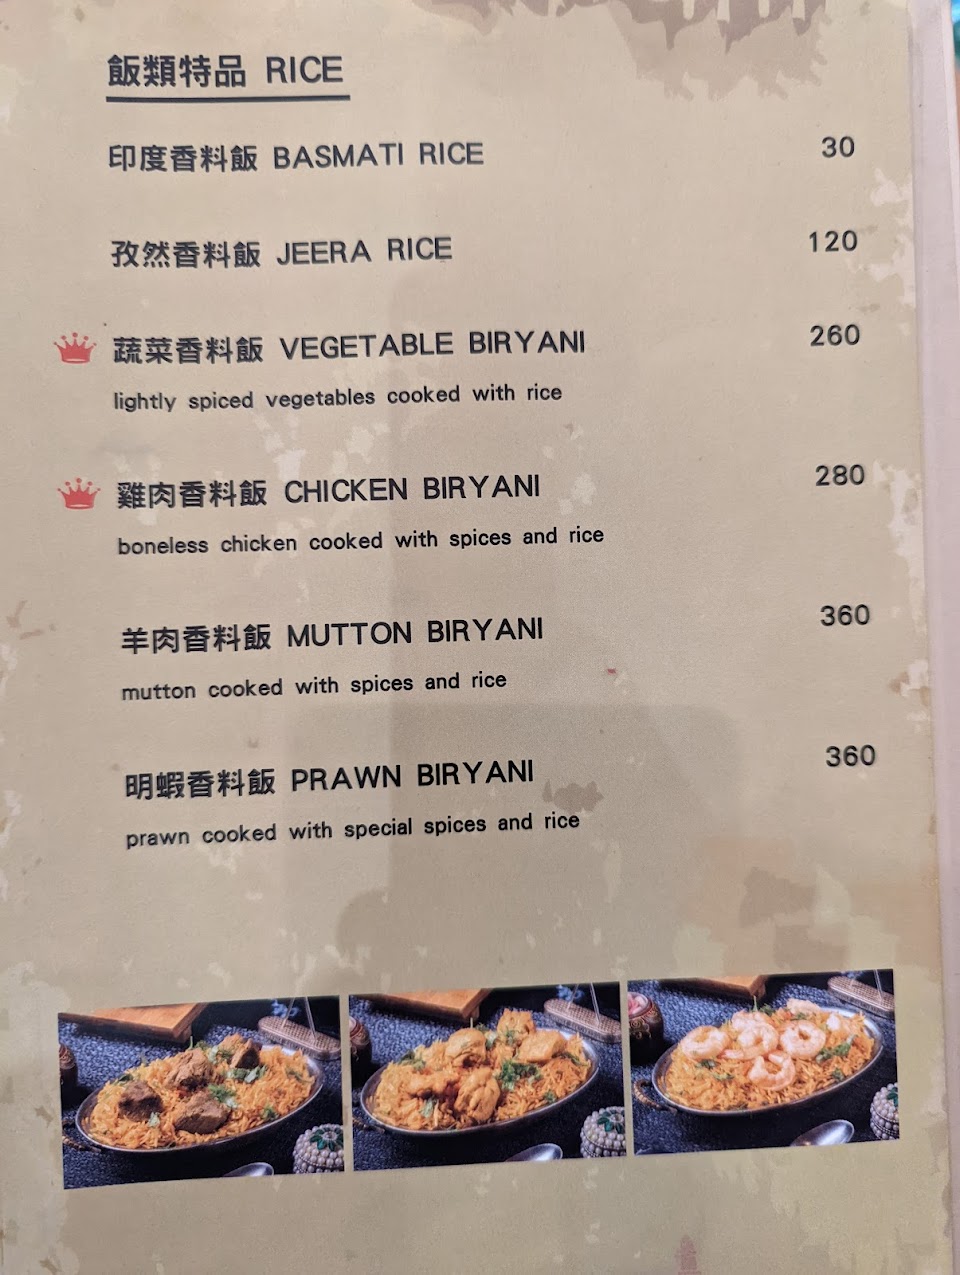 飯類特品 RICE
印度香料飯 BASMATI RICE 30
孜然香料飯 JEERA RICE 120
蔬菜香料飯 VEGETABLE BIRYANI 260
lightly spiced vegetables cooked with rice
雞肉香料飯 CHICKEN BIRYANI 280
boneless chicken cooked with spices and rice
羊肉香料飯 MUTTON BIRYANI 360
mutton cooked with spices and rice
明蝦香料飯 PRAWN BIRYANI 360
prawn cooked with special spices and rice